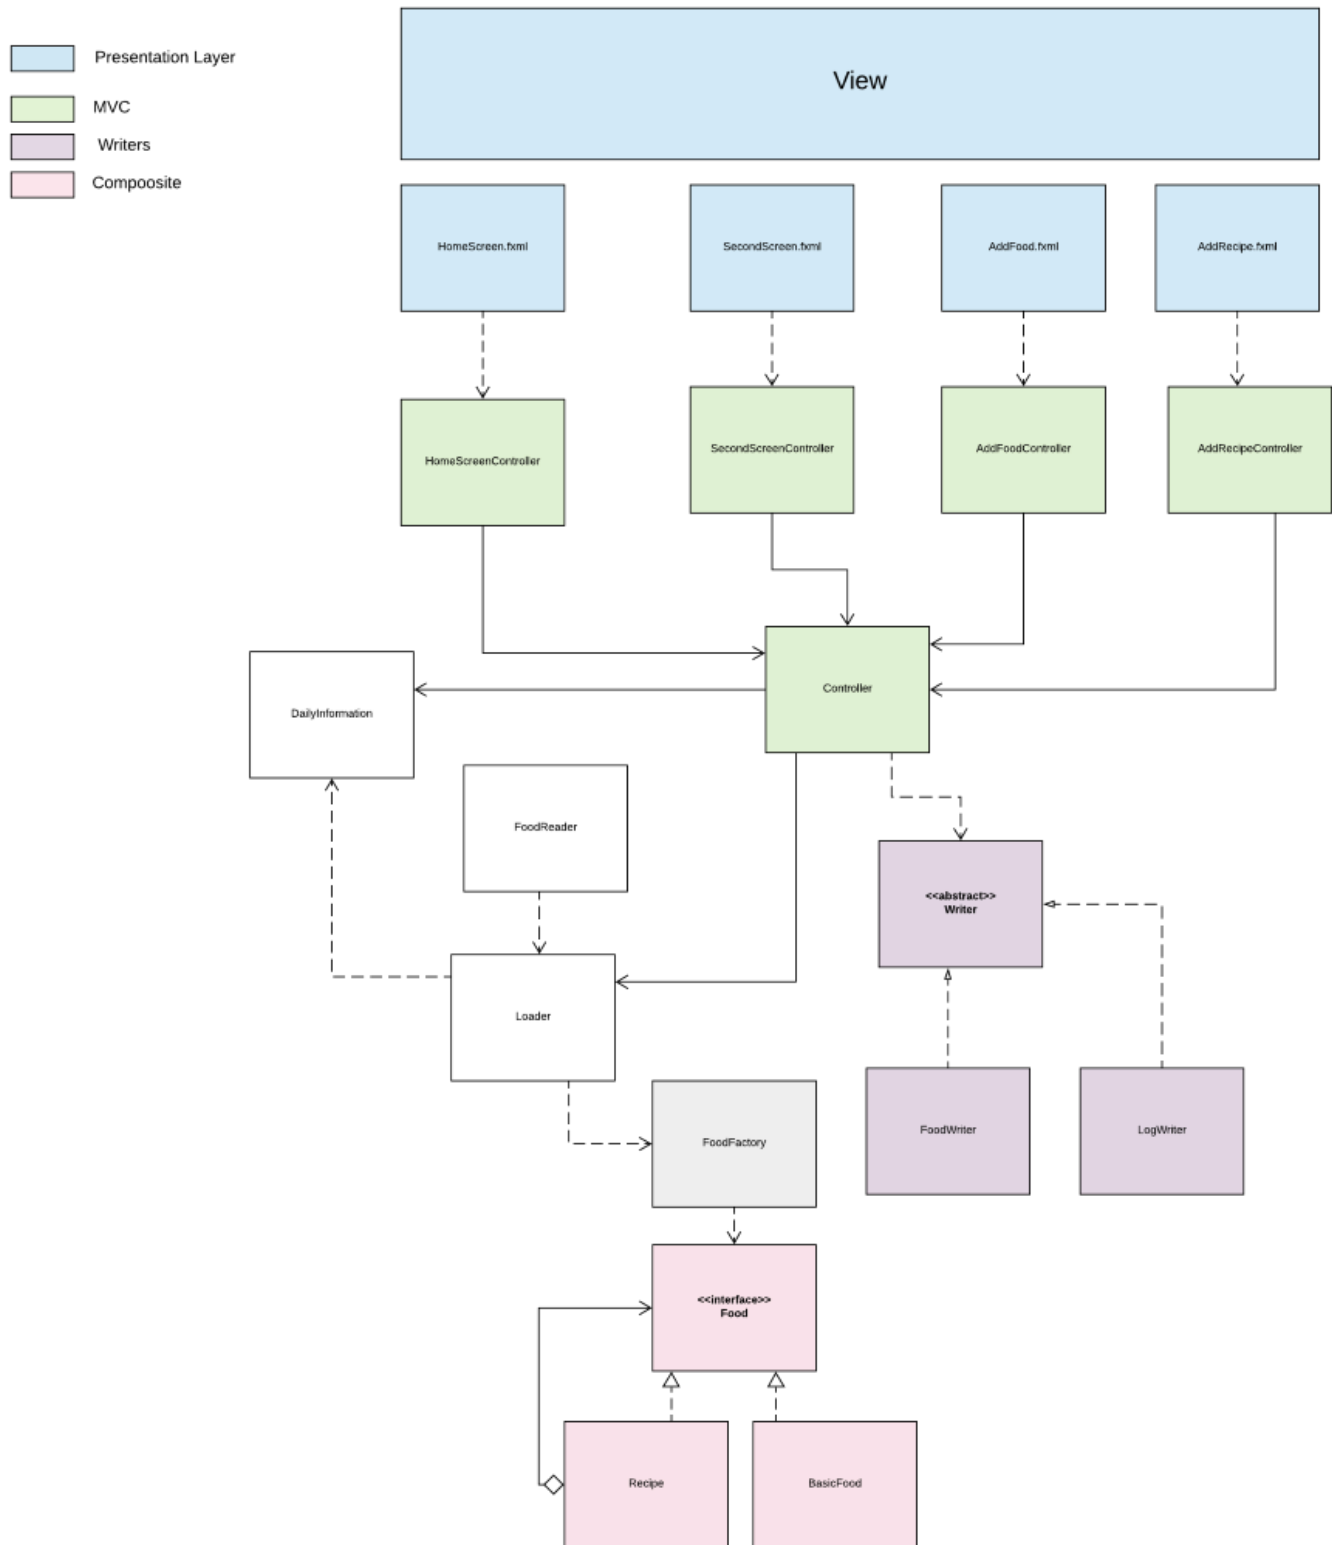 View
Presentation Layer
MVC
Writers
Compoosite
HomeScreen.fxml
SecondScreen.fxml
AddFood.fxml
AddRecipe.fxml
HomeScreenController
SecondScreenController
AddFoodController
AddRecipeController
Controller
DailyInformation
FoodReader
<<abstract>>
Writer
Loader
FoodFactory
FoodWriter
LogWriter
<<interface>>
Food
Recipe
BasicFood